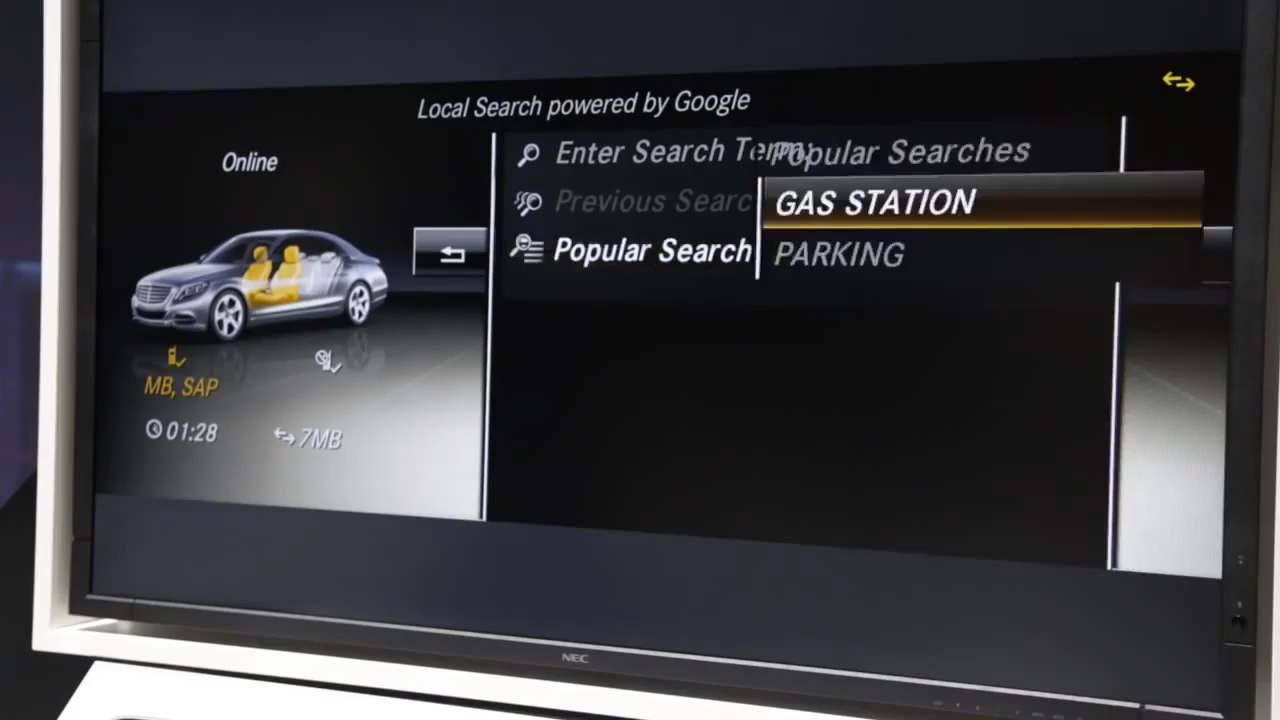 Local Search powered by Google
Online
Enter Search Term:
Previous Searc
Popular Search
Popular Searches
GAS STATION
PARKING
MB, SAP
01:28
7MB
NEC